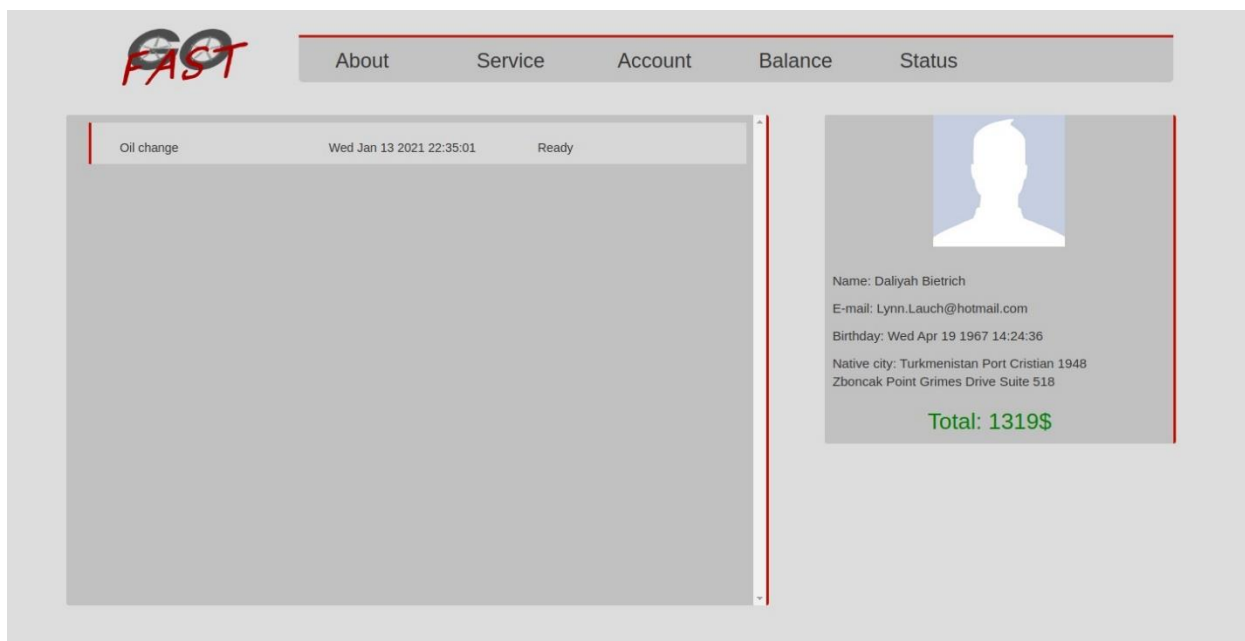 GO
FAST
About Service Account Balance Status
Oil change Wed Jan 13 2021 22:35:01 Ready
Name: Daliyah Bietrich
E-mail: Lynn.Lauch@hotmail.com
Birthday: Wed Apr 19 1967 14:24:36
Native city: Turkmenistan Port Cristian 1948
Zboncak Point Grimes Drive Suite 518
Total: 1319$